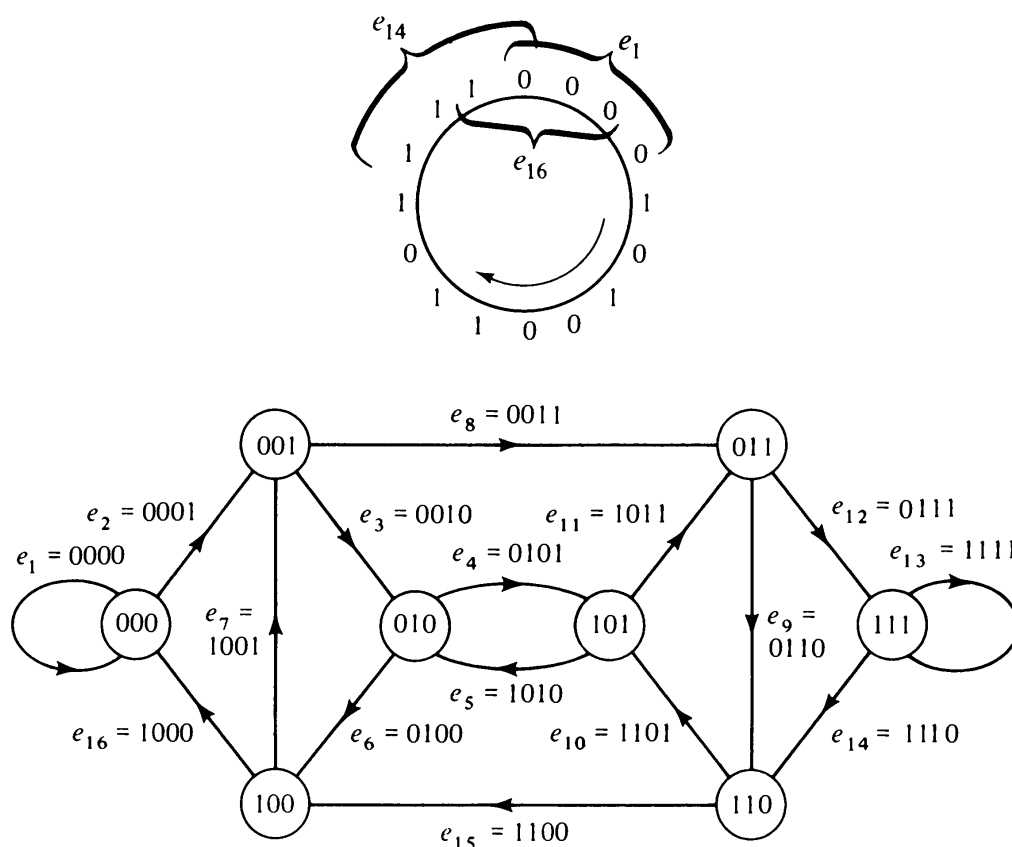 e14 e1
1 0 0
1 0
e16
1 0
1 1
0 0
1 1
1 0 0
e8 = 0011
001 011
e2 = 0001 e3 = 0010 e11 = 1011 e12 = 0111
e1 = 0000 e4 = 0101 e13 = 1111
000 e7 = 1001 010 101 e9 = 0110 111
e5 = 1010
e16 = 1000 e6 = 0100 e10 = 1101 e14 = 1110
100 110
e15 = 1100